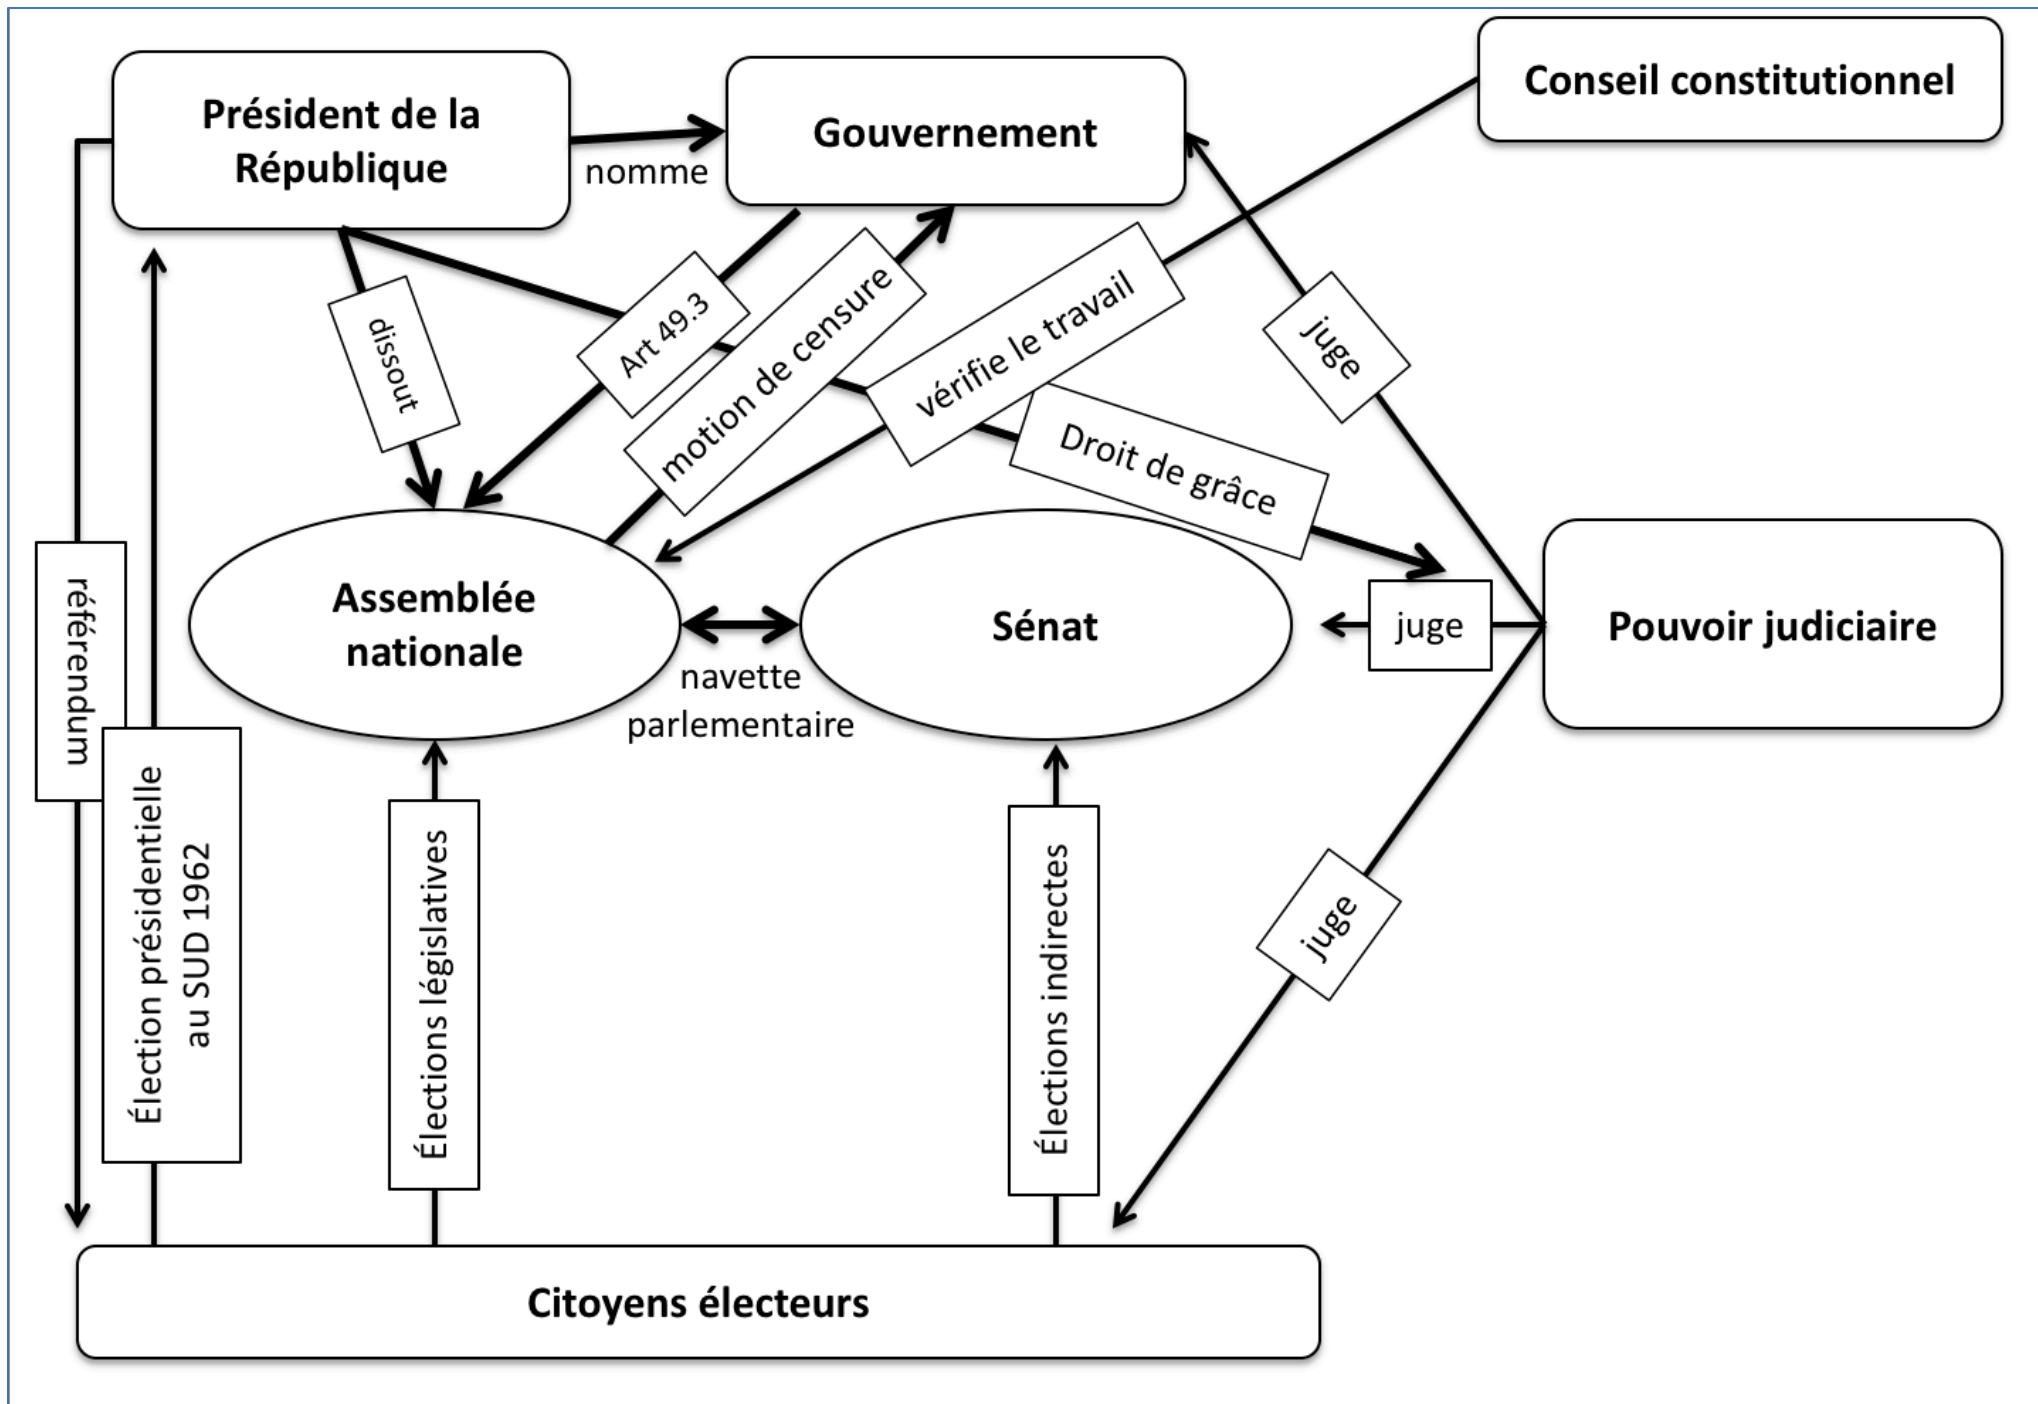 Président de la
République
nomme
Gouvernement
Conseil constitutionnel
dissout
Art 49.3
motion de censure
vérifie le travail
juge
Droit de grâce
référendum
Assemblée
nationale
navette
parlementaire
Sénat
juge
Pouvoir judiciaire
Élection présidentielle
au SUD 1962
Élections législatives
Élections indirectes
juge
Citoyens électeurs